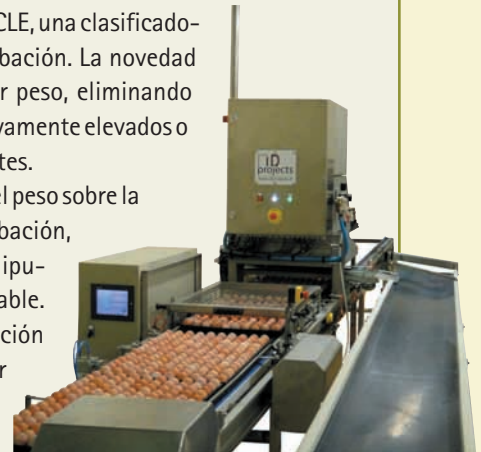 CLE, una clasificado-
bación. La novedad
r peso, eliminando
vamente elevados o
tes.
el peso sobre la
bación,
ipu-
able.
ción
r
iD
projects